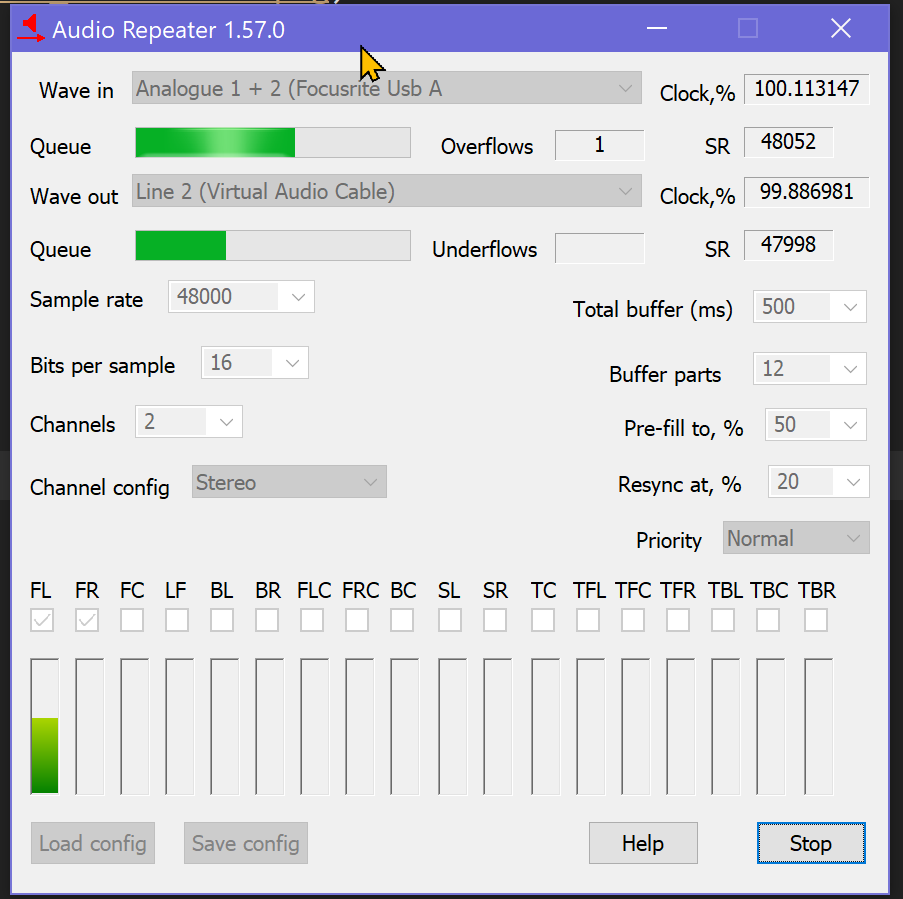 Audio Repeater 1.57.0
Wave in Analogue 1 + 2 (Focusrite Usb A Clock,% 100.113147
Queue Overflows 1 SR 48052
Wave out Line 2 (Virtual Audio Cable) Clock,% 99.886981
Queue Underflows SR 47998
Sample rate 48000 Total buffer (ms) 500
Bits per sample 16 Buffer parts 12
Channels 2 Pre-fill to, % 50
Channel config Stereo Resync at, % 20
Priority Normal
FL FR FC LF BL BR FLC FRC BC SL SR TC TFL TFC TFR TBL TBC TBR
Load config Save config Help Stop